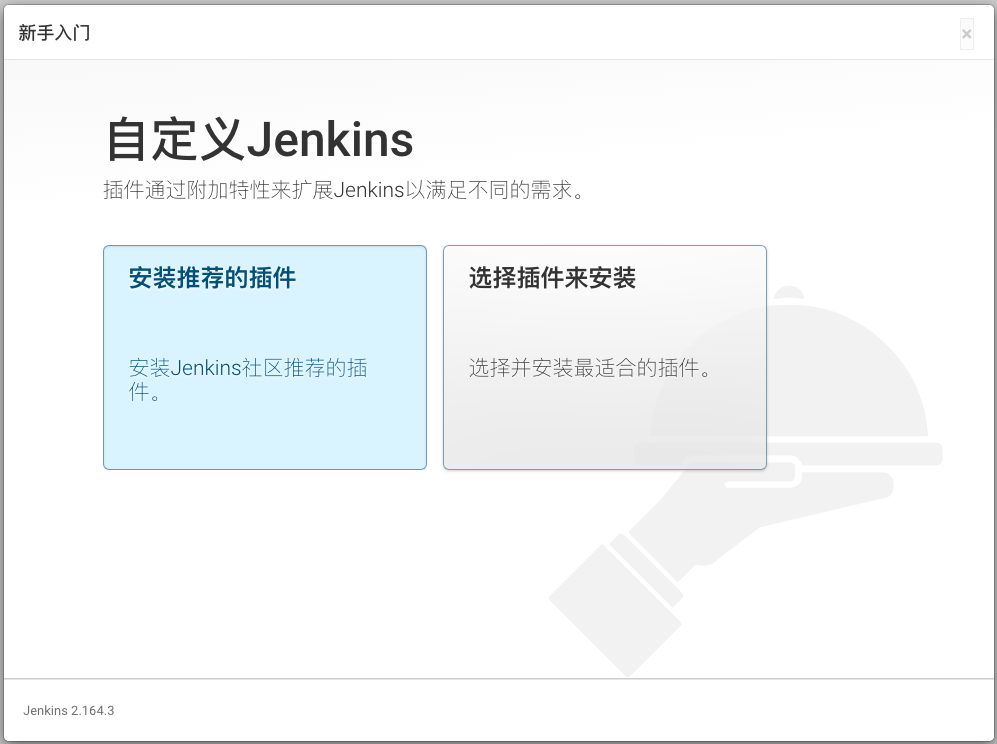 新手入门
×
自定义Jenkins
插件通过附加特性来扩展Jenkins以满足不同的需求。
安装推荐的插件
安装Jenkins社区推荐的插
件。
选择插件来安装
选择并安装最适合的插件。
Jenkins 2.164.3